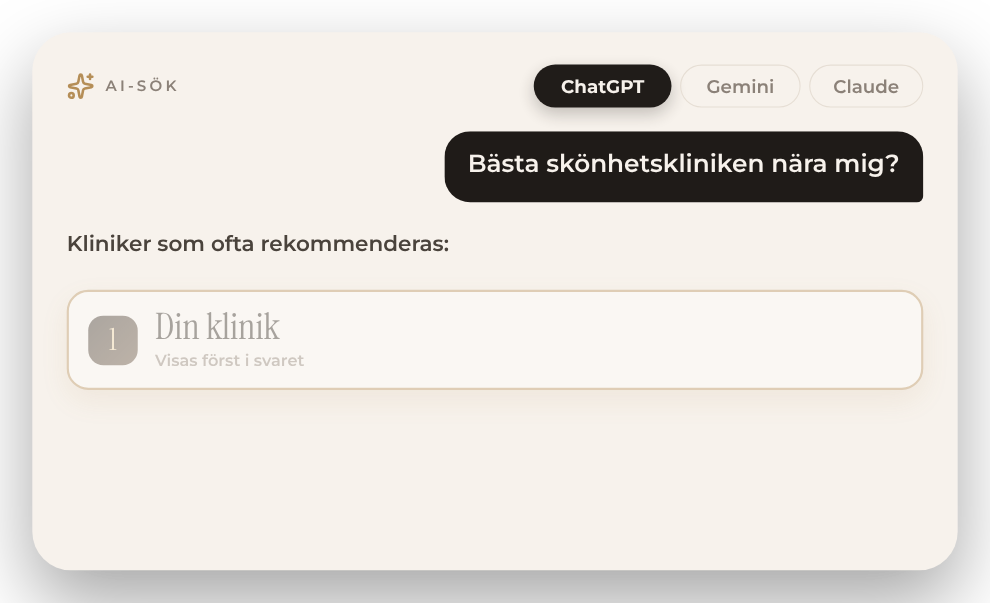 AI-SÖK
ChatGPT
Gemini
Claude
Bästa skönhetskliniken nära mig?
Kliniker som ofta rekommenderas:
1
Din klinik
Visas först i svaret